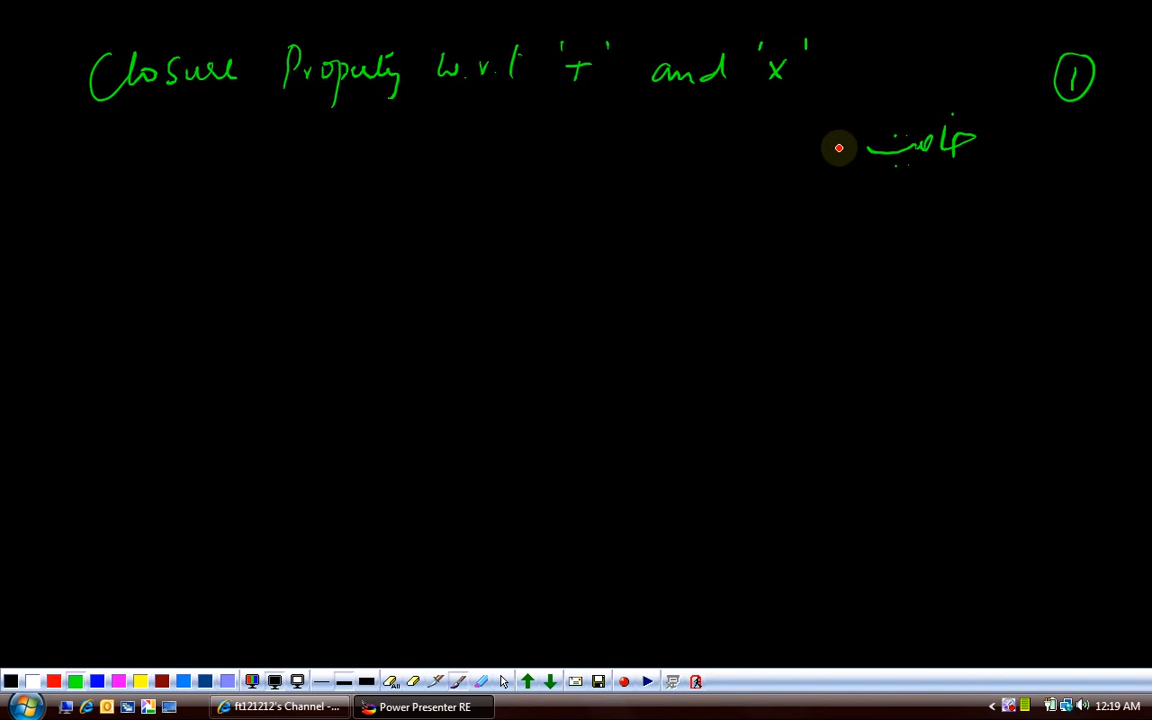 Closure Property w.r.t '+' and 'x' ①
خاصیت
ft121212's Channel -...
Power Presenter RE
12:19 AM